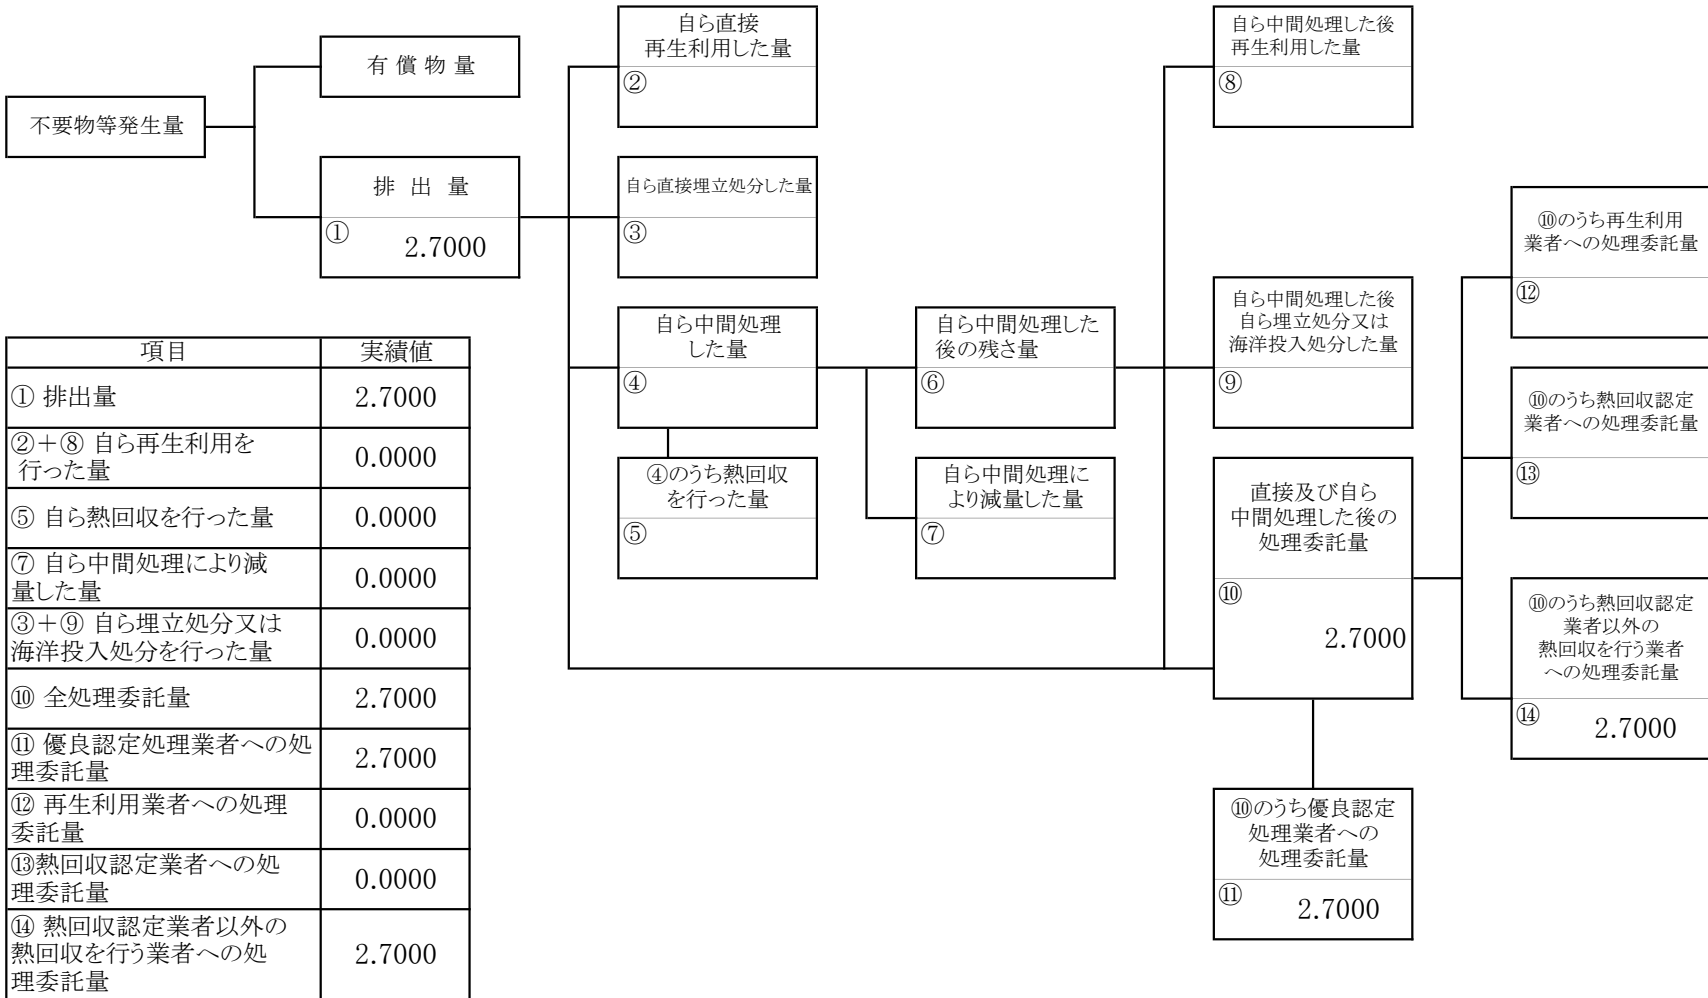 不要物等発生量
有 償 物 量
排 出 量
①
2.7000
自ら直接
再生利用した量
②
自ら直接埋立処分した量
③
自ら中間処理
した量
④
④のうち熱回収
を行った量
⑤
自ら中間処理した
後の残さ量
⑥
自ら中間処理に
より減量した量
⑦
自ら中間処理した後
再生利用した量
⑧
自ら中間処理した後
自ら埋立処分又は
海洋投入処分した量
⑨
直接及び自ら
中間処理した後の
処理委託量
⑩
2.7000
⑩のうち優良認定
処理業者への
処理委託量
⑪
2.7000
⑩のうち再生利用
業者への処理委託量
⑫
⑩のうち熱回収認定
業者への処理委託量
⑬
⑩のうち熱回収認定
業者以外の
熱回収を行う業者
への処理委託量
⑭
2.7000
項目 実績値
① 排出量 2.7000
②+⑧ 自ら再生利用を
行った量 0.0000
⑤ 自ら熱回収を行った量 0.0000
⑦ 自ら中間処理により減
量した量 0.0000
③+⑨ 自ら埋立処分又は
海洋投入処分を行った量 0.0000
⑩ 全処理委託量 2.7000
⑪ 優良認定処理業者への処
理委託量 2.7000
⑫ 再生利用業者への処理
委託量 0.0000
⑬熱回収認定業者への処
理委託量 0.0000
⑭ 熱回収認定業者以外の
熱回収を行う業者への処
理委託量 2.7000